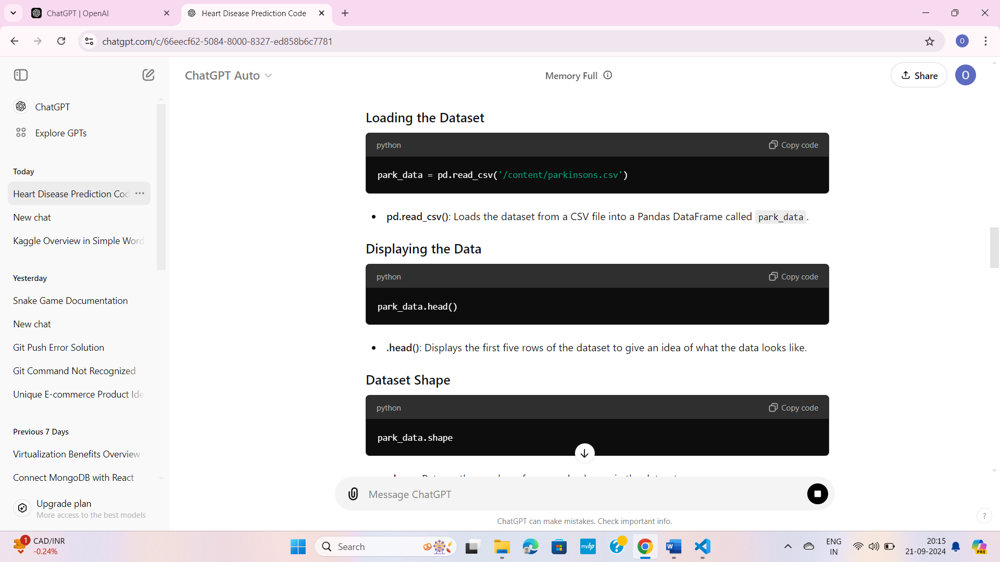 ChatGPT | OpenAI
Heart Disease Prediction Code
chatgpt.com/c/66eecf62-5084-8000-8327-ed858b6c7781
O
ChatGPT Auto
Memory Full
Share
O
ChatGPT
Explore GPTs
Today
Heart Disease Prediction Cod
New chat
Kaggle Overview in Simple Word
Yesterday
Snake Game Documentation
New chat
Git Push Error Solution
Git Command Not Recognized
Unique E-commerce Product Ide
Previous 7 Days
Virtualization Benefits Overview
Connect MongoDB with React
Upgrade plan
More access to the best models
Loading the Dataset
python
Copy code
park_data = pd.read_csv('/content/parkinsons.csv')
• pd.read_csv(): Loads the dataset from a CSV file into a Pandas DataFrame called park_data.
Displaying the Data
python
Copy code
park_data.head()
• .head(): Displays the first five rows of the dataset to give an idea of what the data looks like.
Dataset Shape
python
Copy code
park_data.shape
Message ChatGPT
ChatGPT can make mistakes. Check important info.
?
1
CAD/INR
-0.24%
Search
myhp
W
ENG
IN
20:15
21-09-2024
PRE